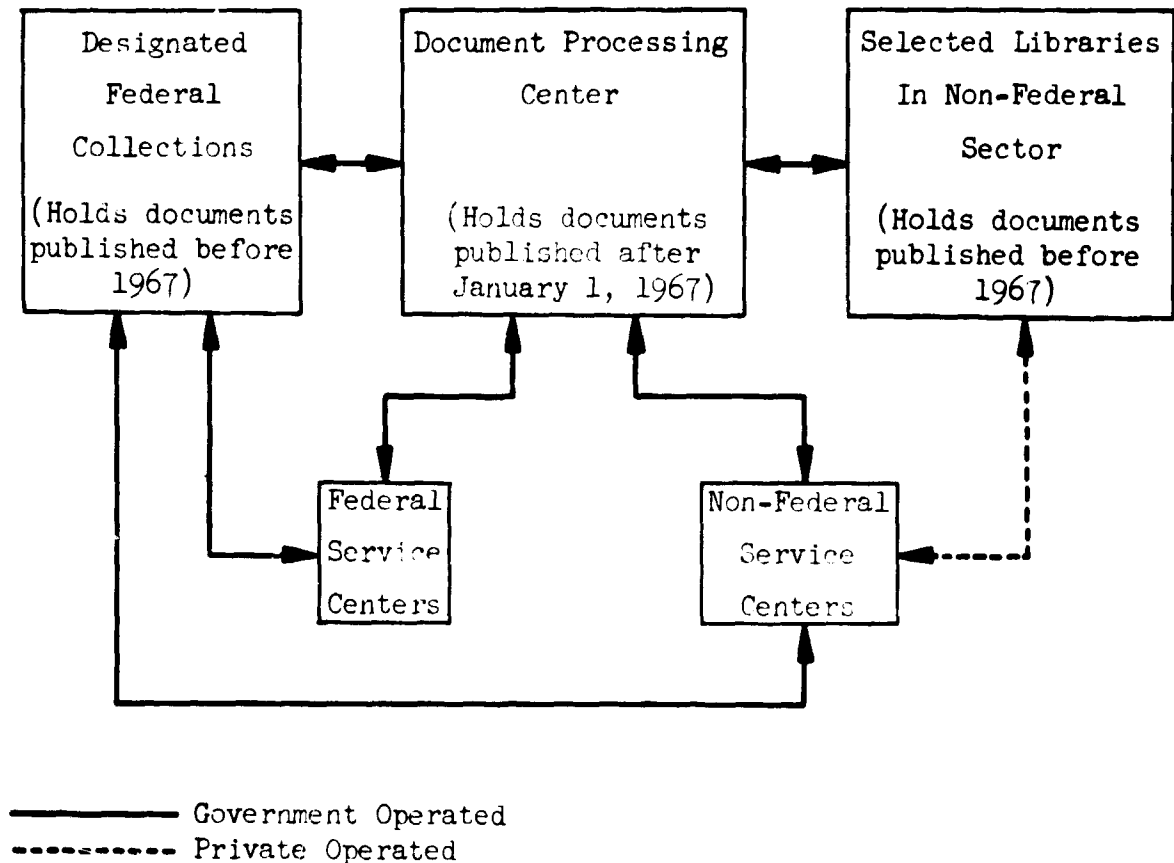 Designated
Federal
Collections
(Holds documents
published before
1967)
Document Processing
Center
(Holds documents
published after
January 1, 1967)
Selected Libraries
In Non-Federal
Sector
(Holds documents
published before
1967)
Federal
Service
Centers
Non-Federal
Service
Centers
Government Operated
Private Operated